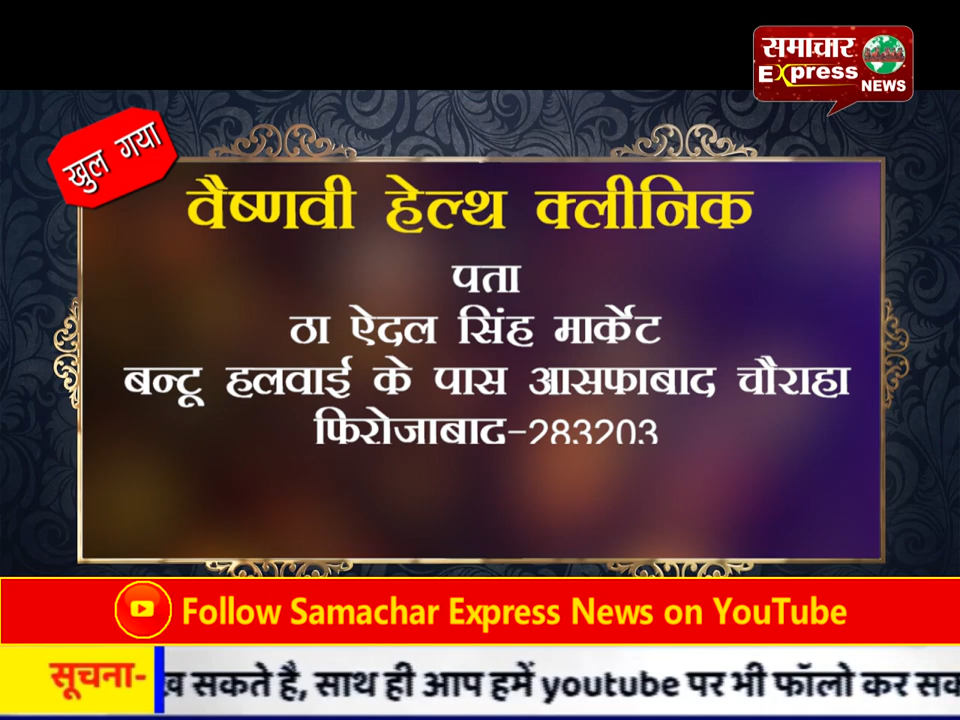 समाचार
Express
NEWS
खुल गया
वैष्णवी हेल्थ क्लीनिक
पता
ठा ऐदल सिंह मार्केट
बन्टू हलवाई के पास आसफाबाद चौराहा
फिरोजाबाद-283203
Follow Samachar Express News on YouTube
सूचना- सकते है, साथ ही आप हमें youtube पर भी फॉलो कर